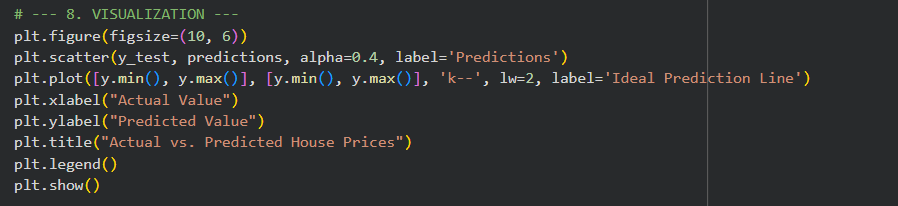 # --- 8. VISUALIZATION ---
plt.figure(figsize=(10, 6))
plt.scatter(y_test, predictions, alpha=0.4, label='Predictions')
plt.plot([y.min(), y.max()], [y.min(), y.max()], 'k--', lw=2, label='Ideal Prediction Line')
plt.xlabel("Actual Value")
plt.ylabel("Predicted Value")
plt.title("Actual vs. Predicted House Prices")
plt.legend()
plt.show()